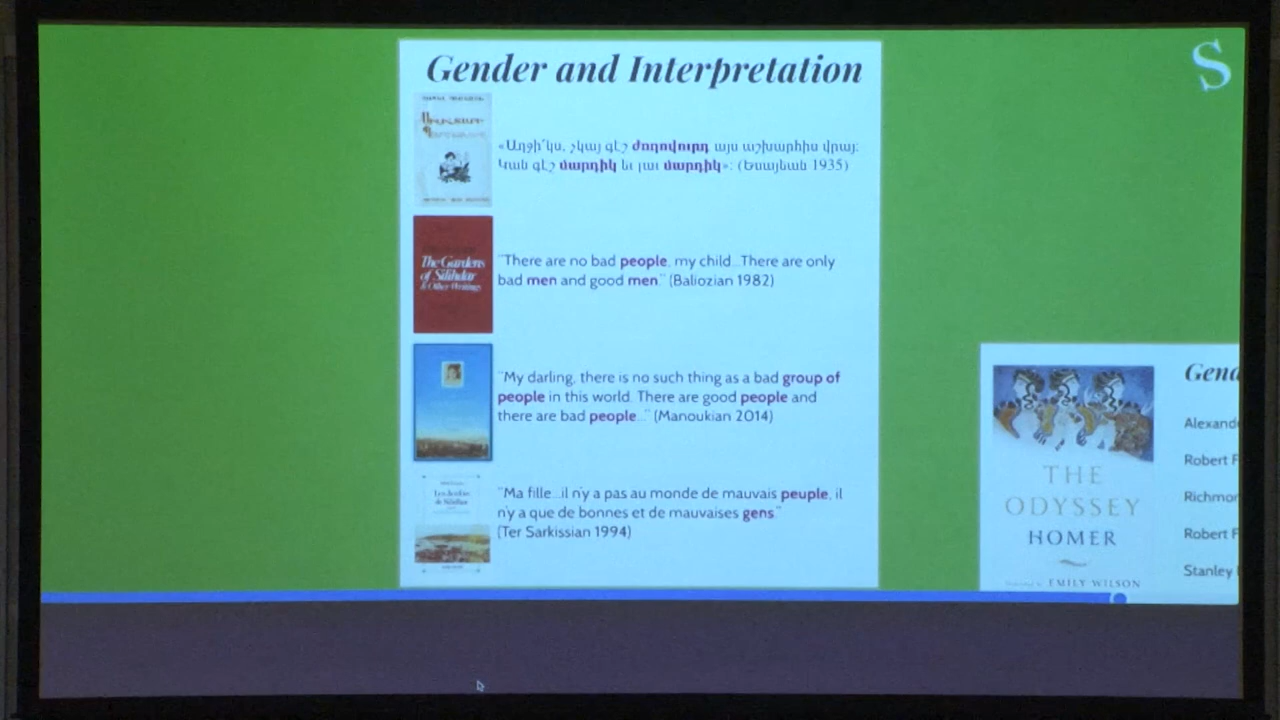 S
Gender and Interpretation
«Աղջի՛կս, չկայ գէշ ժողովուրդ այս աշխարհիս վրայ:
Կան գէշ մարդիկ եւ լաւ մարդիկ»: (Եսայեան 1935)
The Gardens
of Silihdar
& Other Writings
"There are no bad people, my child...There are only
bad men and good men." (Baliozian 1982)
"My darling, there is no such thing as a bad group of
people in this world. There are good people and
there are bad people..." (Manoukian 2014)
Les Jardins
de Silihdar
"Ma fille...il n'y a pas au monde de mauvais peuple, il
n'y a que de bonnes et de mauvaises gens."
(Ter Sarkissian 1994)
THE
ODYSSEY
HOMER
EMILY WILSON
Gend
Alexand
Robert F
Richmor
Robert F
Stanley